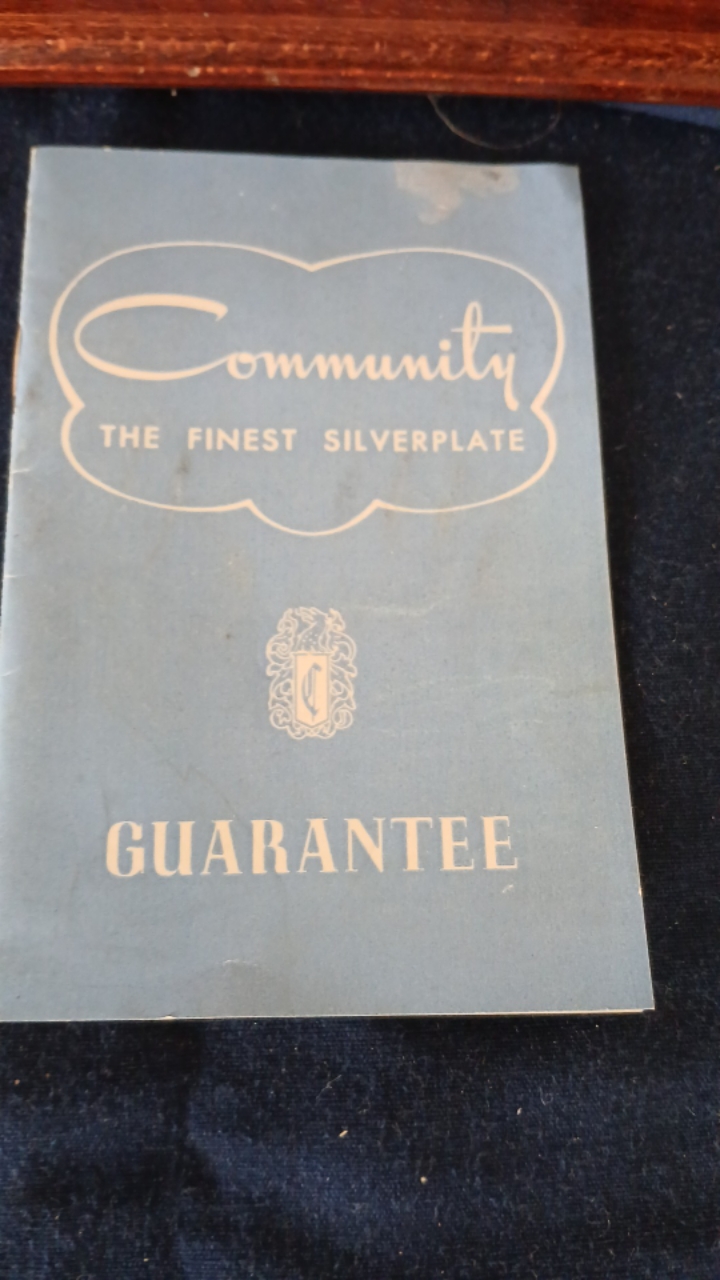 Community
THE FINEST SILVERPLATE
C
GUARANTEE